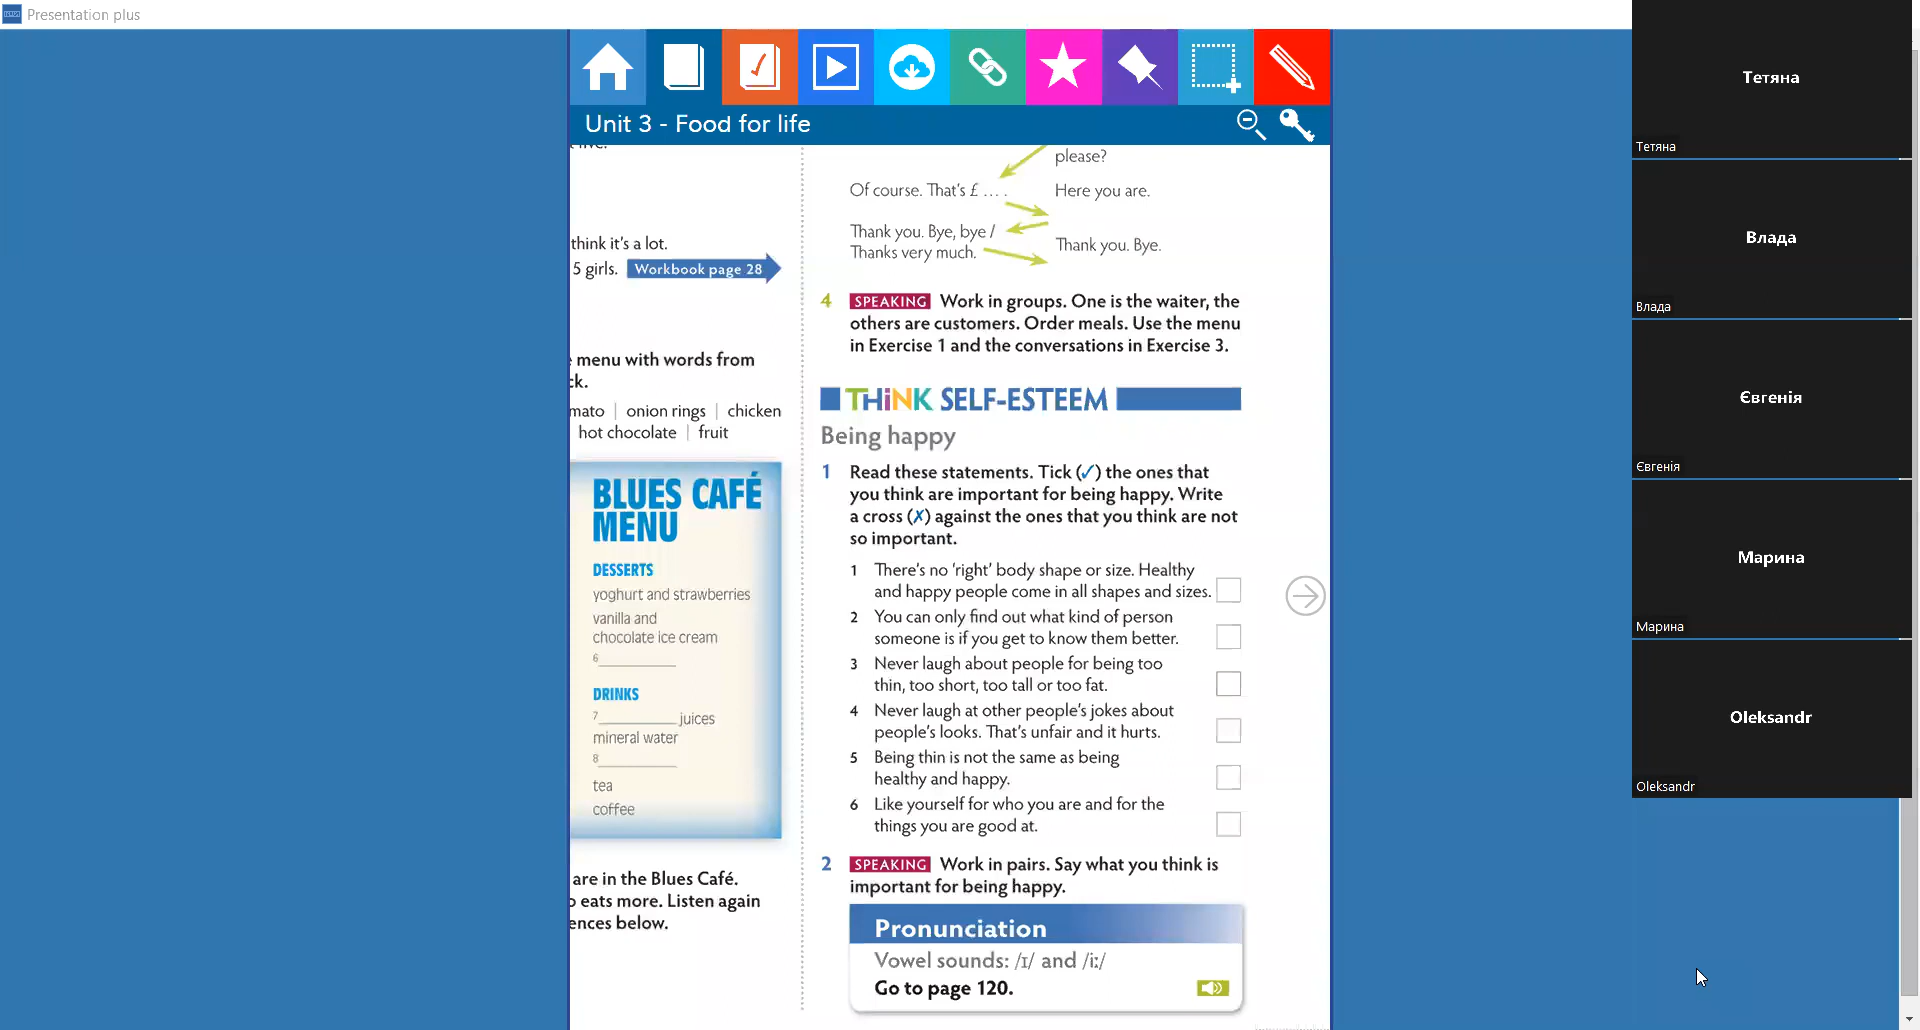 Presentation plus
Unit 3 - Food for life
think it's a lot.
5 girls. Workbook page 28
menu with words from
ck.
mato | onion rings | chicken
hot chocolate | fruit
BLUES CAFÉ
MENU
DESSERTS
yoghurt and strawberries
vanilla and
chocolate ice cream
6
DRINKS
7 juices
mineral water
8
tea
coffee
are in the Blues Café.
o eats more. Listen again
ences below.
please?
Of course. That's £ ... . Here you are.
Thank you. Bye, bye /
Thanks very much. Thank you. Bye.
4 SPEAKING Work in groups. One is the waiter, the
others are customers. Order meals. Use the menu
in Exercise 1 and the conversations in Exercise 3.
THiNK SELF-ESTEEM
Being happy
1 Read these statements. Tick (✓) the ones that
you think are important for being happy. Write
a cross (✗) against the ones that you think are not
so important.
1 There's no 'right' body shape or size. Healthy
and happy people come in all shapes and sizes.
2 You can only find out what kind of person
someone is if you get to know them better.
3 Never laugh about people for being too
thin, too short, too tall or too fat.
4 Never laugh at other people's jokes about
people's looks. That's unfair and it hurts.
5 Being thin is not the same as being
healthy and happy.
6 Like yourself for who you are and for the
things you are good at.
2 SPEAKING Work in pairs. Say what you think is
important for being happy.
Pronunciation
Vowel sounds: /ɪ/ and /iː/
Go to page 120.
Тетяна
Тетяна
Влада
Влада
Євгенія
Євгенія
Марина
Марина
Oleksandr
Oleksandr